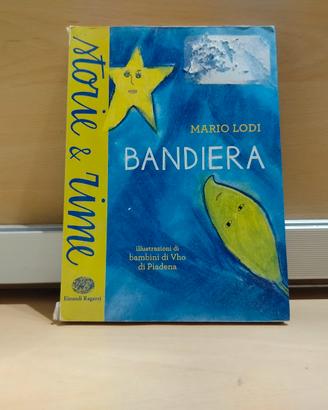 storie & rime
MARIO LODI
BANDIERA
illustrazioni di
bambini di Vho
di Piadena
Einaudi Ragazzi